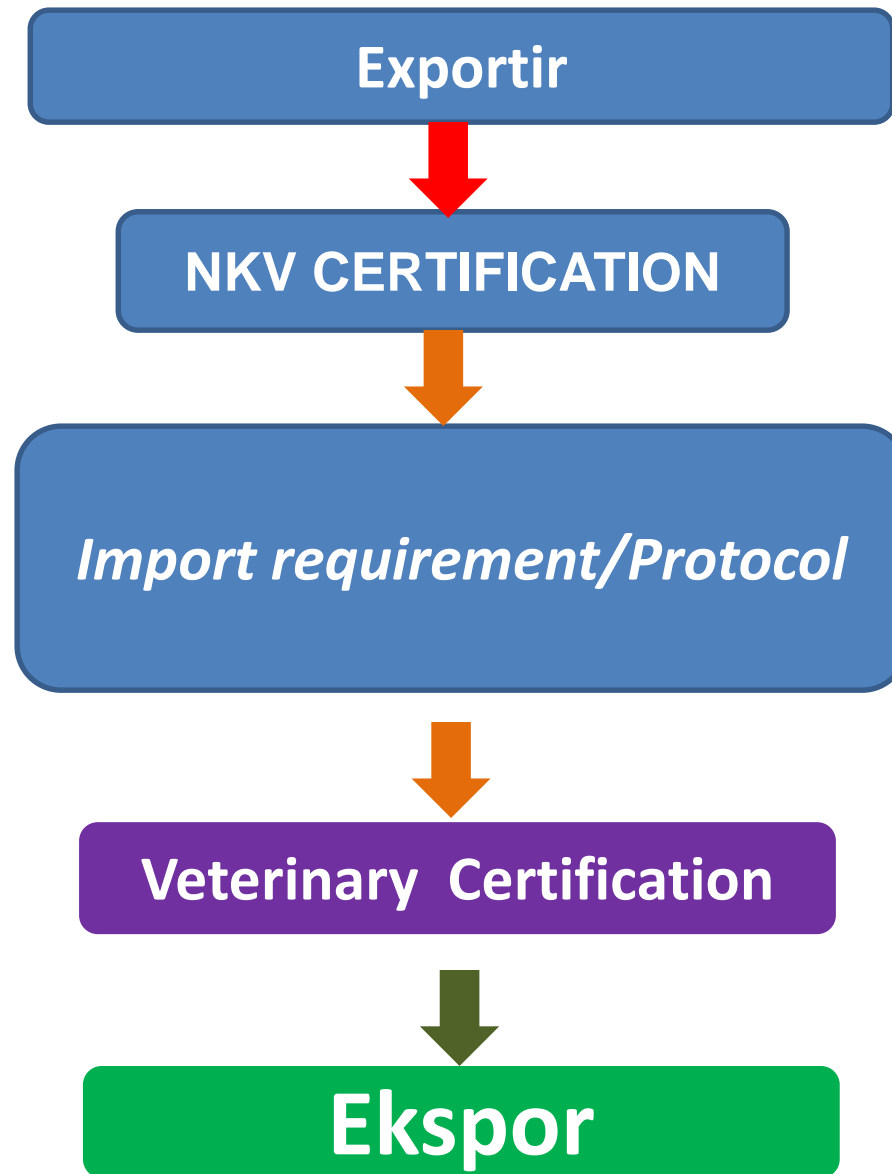 Exportir
NKV CERTIFICATION
Import requirement/Protocol
Veterinary Certification
Ekspor